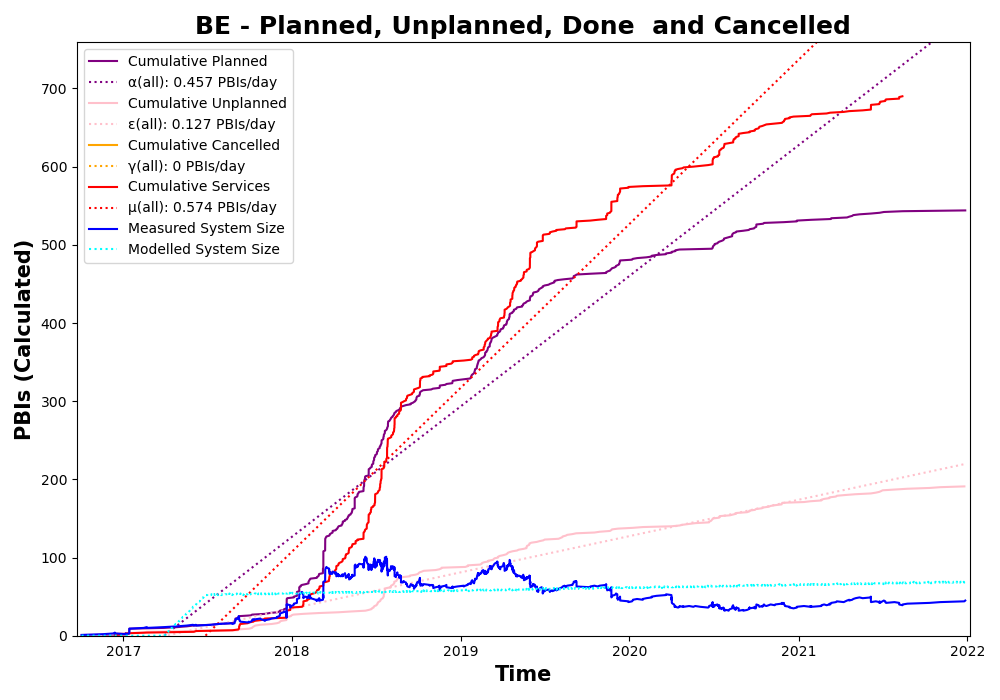 BE - Planned, Unplanned, Done  and Cancelled
Cumulative Planned
α(all): 0.457 PBIs/day
Cumulative Unplanned
ε(all): 0.127 PBIs/day
Cumulative Cancelled
γ(all): 0 PBIs/day
Cumulative Services
μ(all): 0.574 PBIs/day
Measured System Size
Modelled System Size
PBIs (Calculated)
700
600
500
400
300
200
100
0
2017 2018 2019 2020 2021 2022
Time